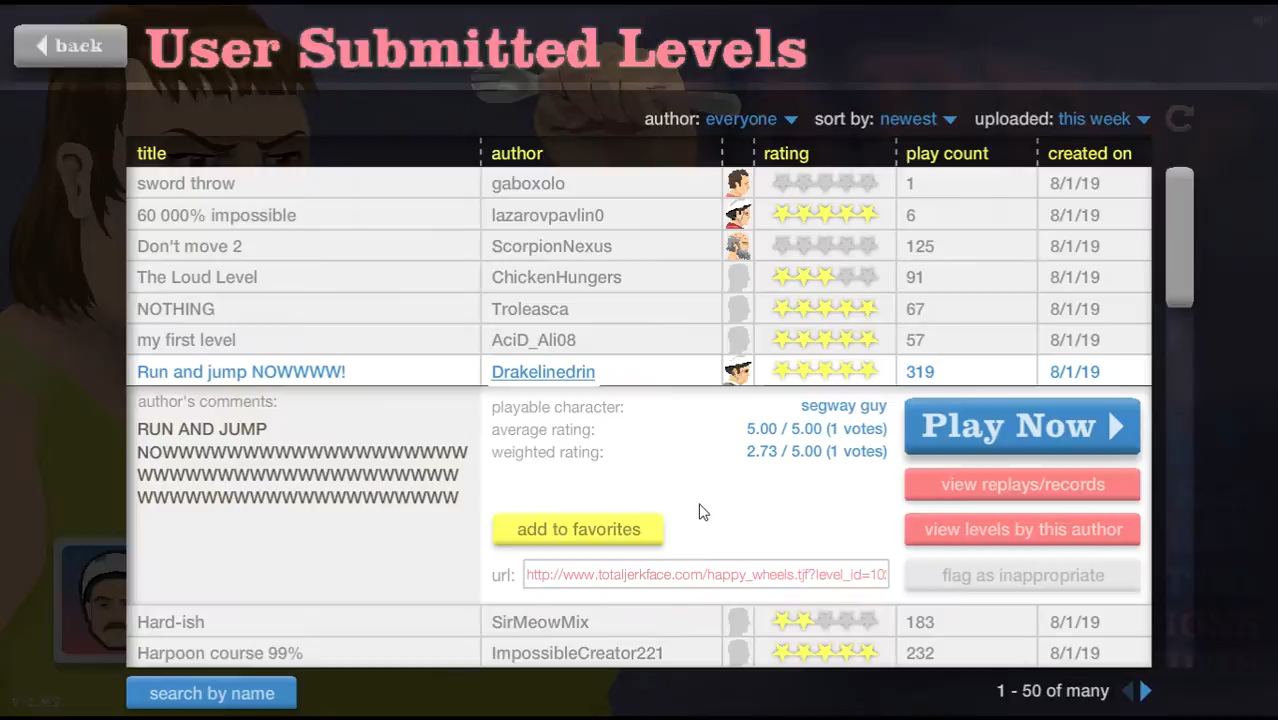 back
User Submitted Levels
author: everyone sort by: newest uploaded: this week
title author rating play count created on
sword throw gaboxolo 1 8/1/19
60 000% impossible lazarovpavlin0 6 8/1/19
Don't move 2 ScorpionNexus 125 8/1/19
The Loud Level ChickenHungers 91 8/1/19
NOTHING Troleasca 67 8/1/19
my first level AciD_Ali08 57 8/1/19
Run and jump NOWWWW! Drakelinedrin 319 8/1/19
author's comments:
RUN AND JUMP
NOWWWWWWWWWWWWWWWWWWW
WWWWWWWWWWWWWWWWWWWW
WWWWWWWWWWWWWWWWWWWW
playable character: segway guy
average rating: 5.00 / 5.00 (1 votes)
weighted rating: 2.73 / 5.00 (1 votes)
add to favorites
url: http://www.totaljerkface.com/happy_wheels.tjf?level_id=10
Play Now
view replays/records
view levels by this author
flag as inappropriate
Hard-ish SirMeowMix 183 8/1/19
Harpoon course 99% ImpossibleCreator221 232 8/1/19
search by name
1 - 50 of many